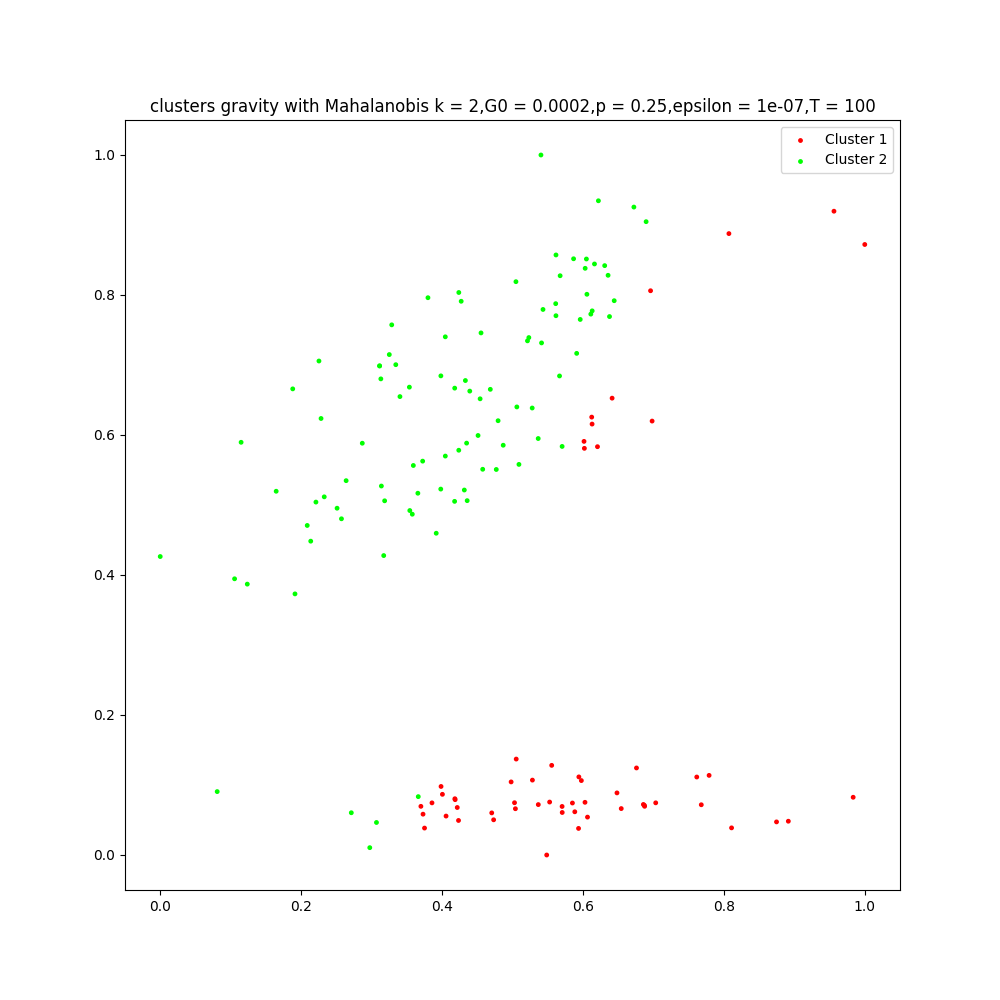 clusters gravity with Mahalanobis k = 2,G0 = 0.0002,p = 0.25,epsilon = 1e-07,T = 100
Cluster 1
Cluster 2
1.0
0.8
0.6
0.4
0.2
0.0
0.0 0.2 0.4 0.6 0.8 1.0